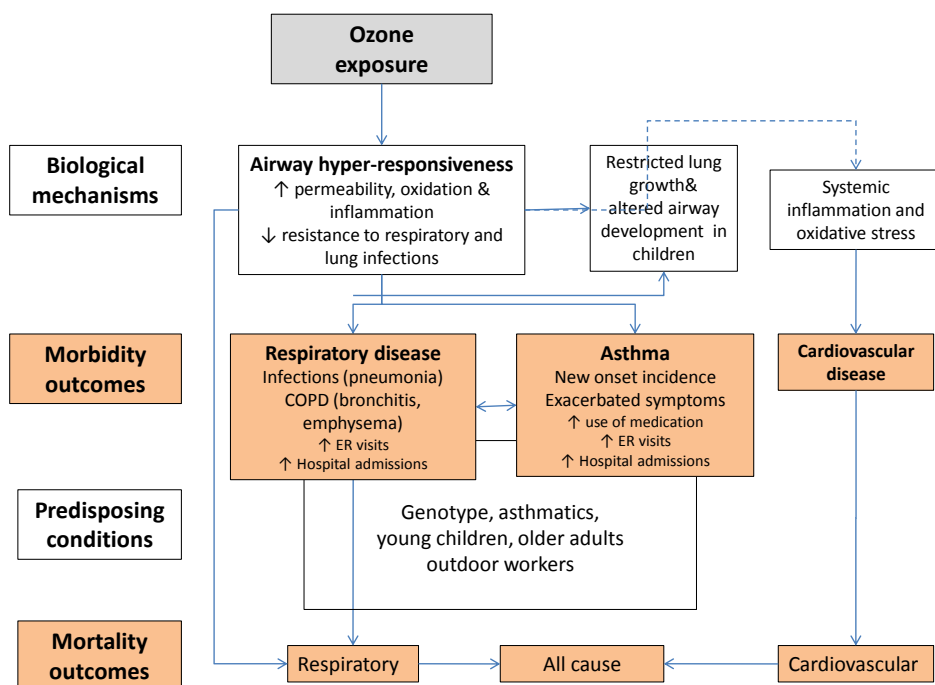 Ozone
exposure
Biological
mechanisms
Airway hyper-responsiveness
↑ permeability, oxidation &
inflammation
↓ resistance to respiratory and
lung infections
Restricted lung
growth&
altered airway
development in
children
Systemic
inflammation and
oxidative stress
Morbidity
outcomes
Respiratory disease
Infections (pneumonia)
COPD (bronchitis,
emphysema)
↑ ER visits
↑ Hospital admissions
Asthma
New onset incidence
Exacerbated symptoms
↑ use of medication
↑ ER visits
↑ Hospital admissions
Cardiovascular
disease
Predisposing
conditions
Genotype, asthmatics,
young children, older adults
outdoor workers
Mortality
outcomes
Respiratory
All cause
Cardiovascular